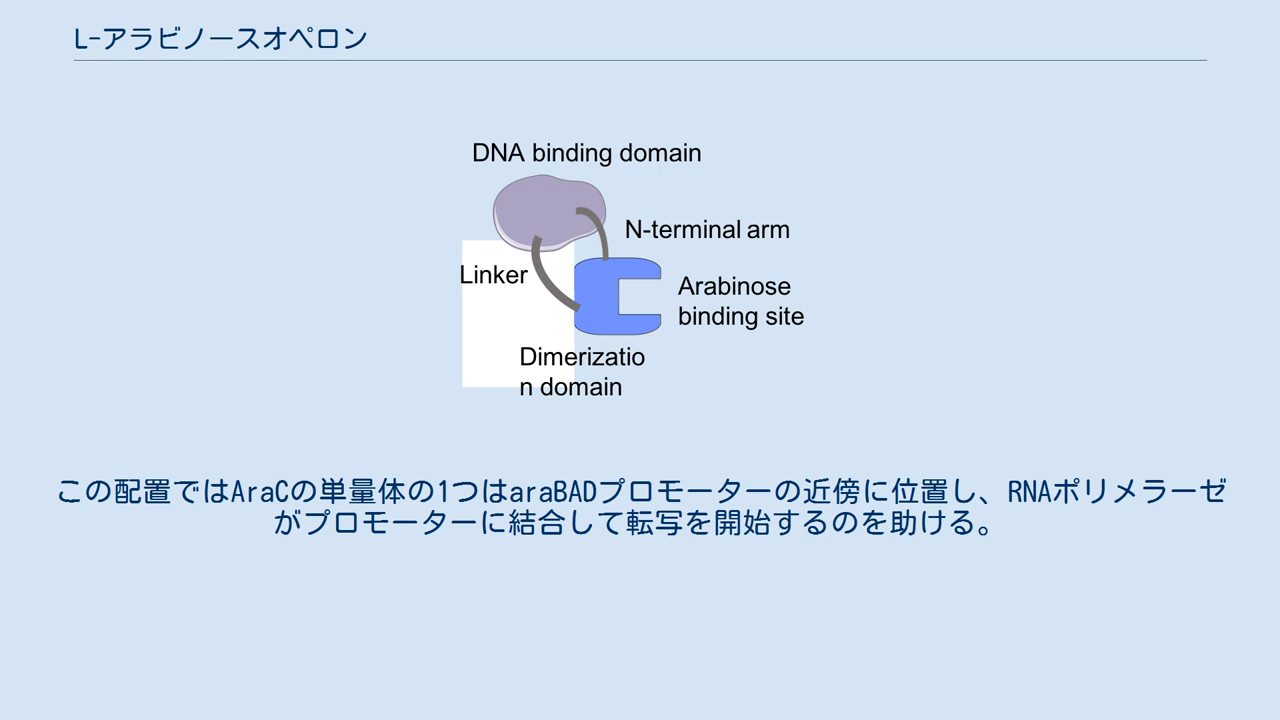 L-アラビノースオペロン
DNA binding domain
N-terminal arm
Linker
Arabinose
binding site
Dimerizatio
n domain
この配置ではAraCの単量体の1つはaraBADプロモーターの近傍に位置し、RNAポリメラーゼ
がプロモーターに結合して転写を開始するのを助ける。